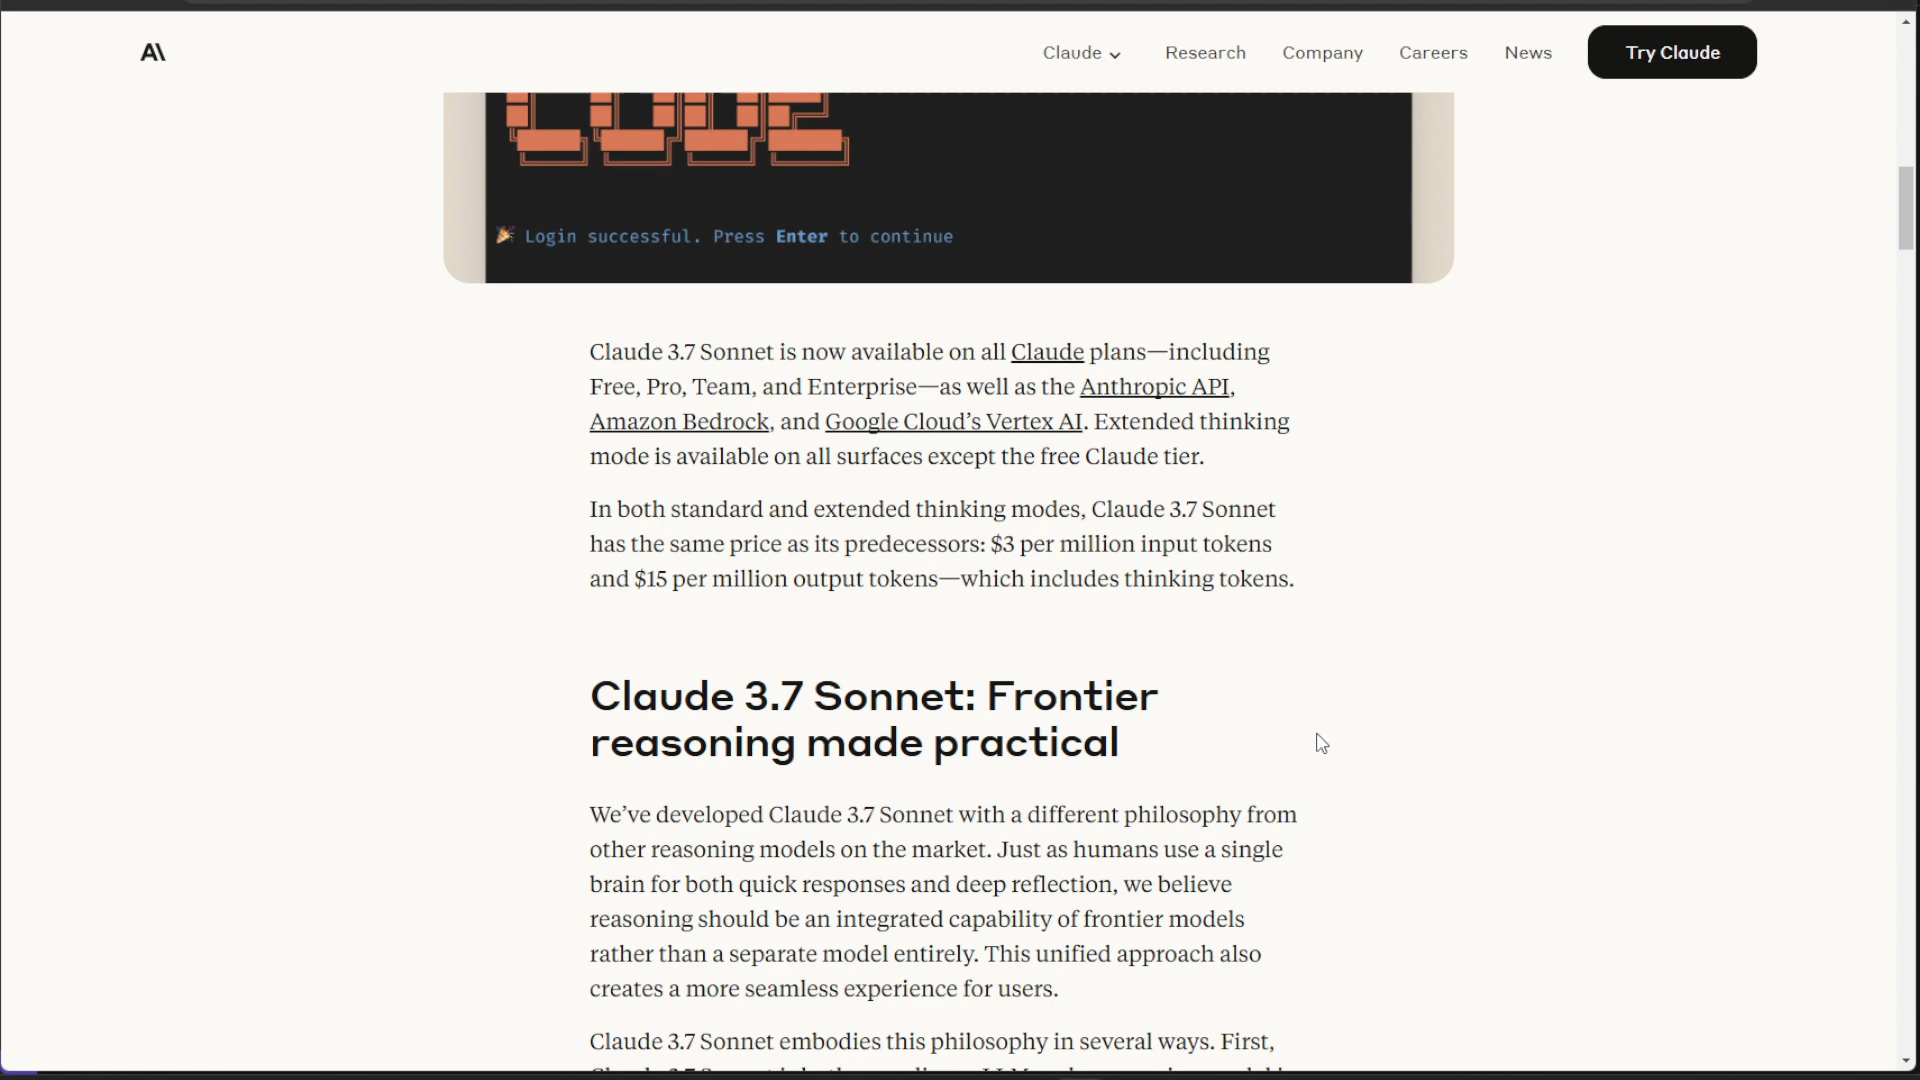 A\
Claude
Research
Company
Careers
News
Try Claude
🎉 Login successful. Press Enter to continue
Claude 3.7 Sonnet is now available on all Claude plans—including
Free, Pro, Team, and Enterprise—as well as the Anthropic API,
Amazon Bedrock, and Google Cloud’s Vertex AI. Extended thinking
mode is available on all surfaces except the free Claude tier.
In both standard and extended thinking modes, Claude 3.7 Sonnet
has the same price as its predecessors: $3 per million input tokens
and $15 per million output tokens—which includes thinking tokens.
Claude 3.7 Sonnet: Frontier
reasoning made practical
We’ve developed Claude 3.7 Sonnet with a different philosophy from
other reasoning models on the market. Just as humans use a single
brain for both quick responses and deep reflection, we believe
reasoning should be an integrated capability of frontier models
rather than a separate model entirely. This unified approach also
creates a more seamless experience for users.
Claude 3.7 Sonnet embodies this philosophy in several ways. First,